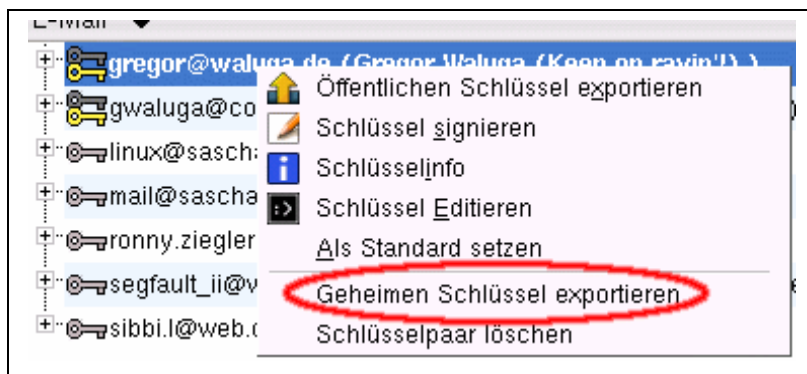 E-Mail
gregor@waluga.de (Gregor Waluga (Keep on ravin'!) )
gwaluga@co
Öffentlichen Schlüssel exportieren
Schlüssel signieren
linux@sascha
Schlüsselinfo
mail@sascha
Schlüssel Editieren
ronny.ziegler
Als Standard setzen
segfault_ii@
Geheimen Schlüssel exportieren
sibbi.l@web.
Schlüsselpaar löschen